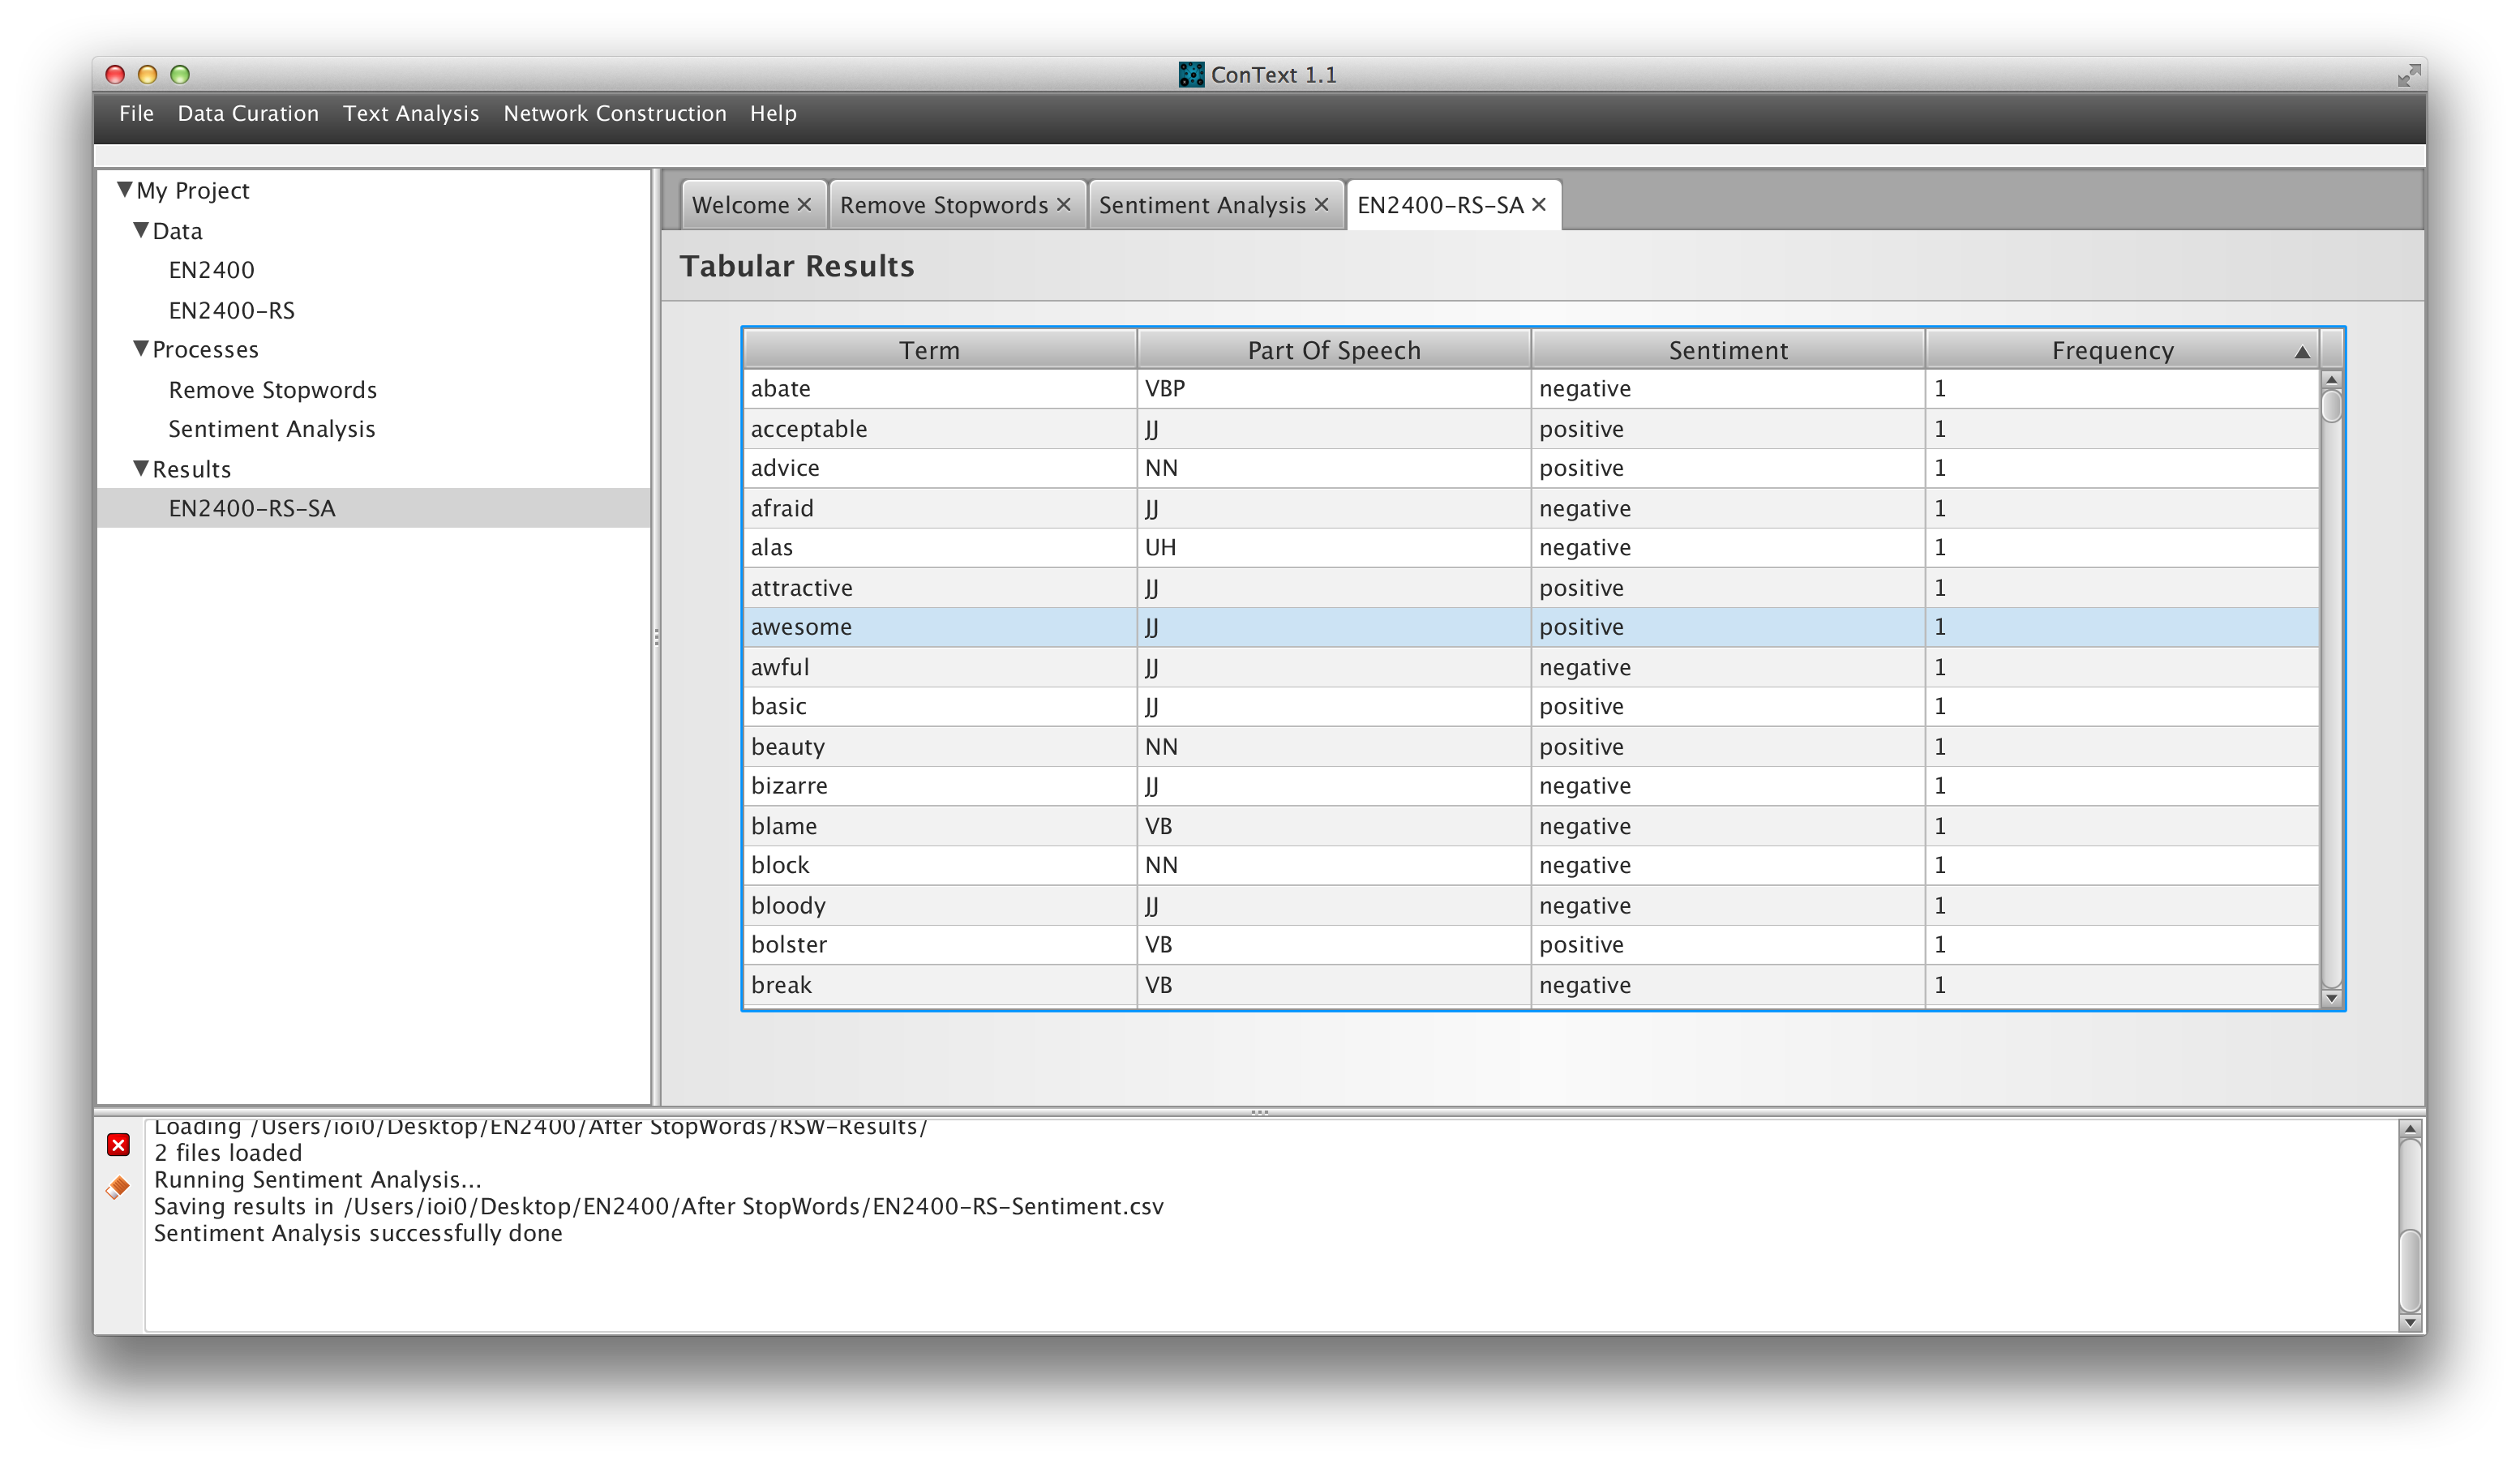 ConText 1.1
File Data Curation Text Analysis Network Construction Help
My Project
Data
EN2400
EN2400-RS
Processes
Remove Stopwords
Sentiment Analysis
Results
EN2400-RS-SA
Welcome Remove Stopwords Sentiment Analysis EN2400-RS-SA
Tabular Results
Term Part Of Speech Sentiment Frequency
abate VBP negative 1
acceptable JJ positive 1
advice NN positive 1
afraid JJ negative 1
alas UH negative 1
attractive JJ positive 1
awesome JJ positive 1
awful JJ negative 1
basic JJ positive 1
beauty NN positive 1
bizarre JJ negative 1
blame VB negative 1
block NN negative 1
bloody JJ negative 1
bolster VB positive 1
break VB negative 1
Loading /Users/ioi0/Desktop/EN2400/After StopWords/RSW-Results/
2 files loaded
Running Sentiment Analysis...
Saving results in /Users/ioi0/Desktop/EN2400/After StopWords/EN2400-RS-Sentiment.csv
Sentiment Analysis successfully done